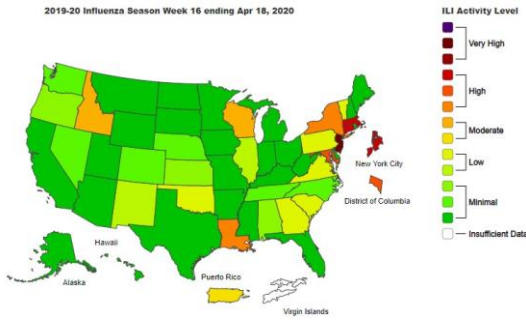 2019-20 Influenza Season Week 16 ending Apr 18, 2020
ILI Activity Level
Very High
High
Moderate
Low
Minimal
Insufficient Data
New York City
District of Columbia
Hawaii
Alaska
Puerto Rico
Virgin Islands